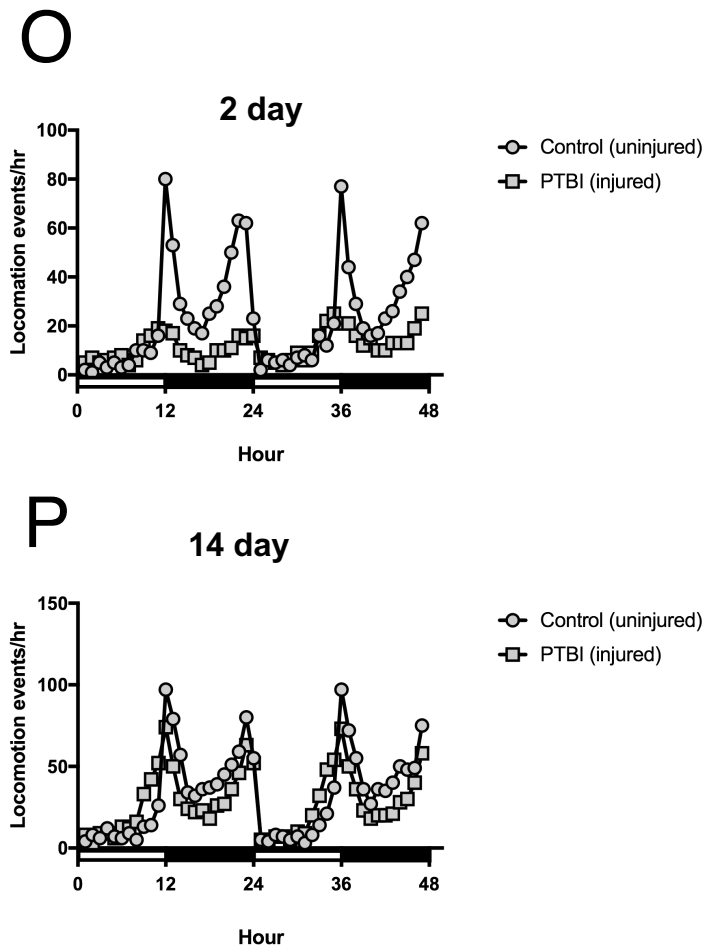 O
2 day
Locomation events/hr
100
80
60
40
20
0
0 12 24 36 48
Hour
Control (uninjured)
PTBI (injured)
P
14 day
Locomotion events/hr
150
100
50
0
0 12 24 36 48
Hour
Control (uninjured)
PTBI (injured)